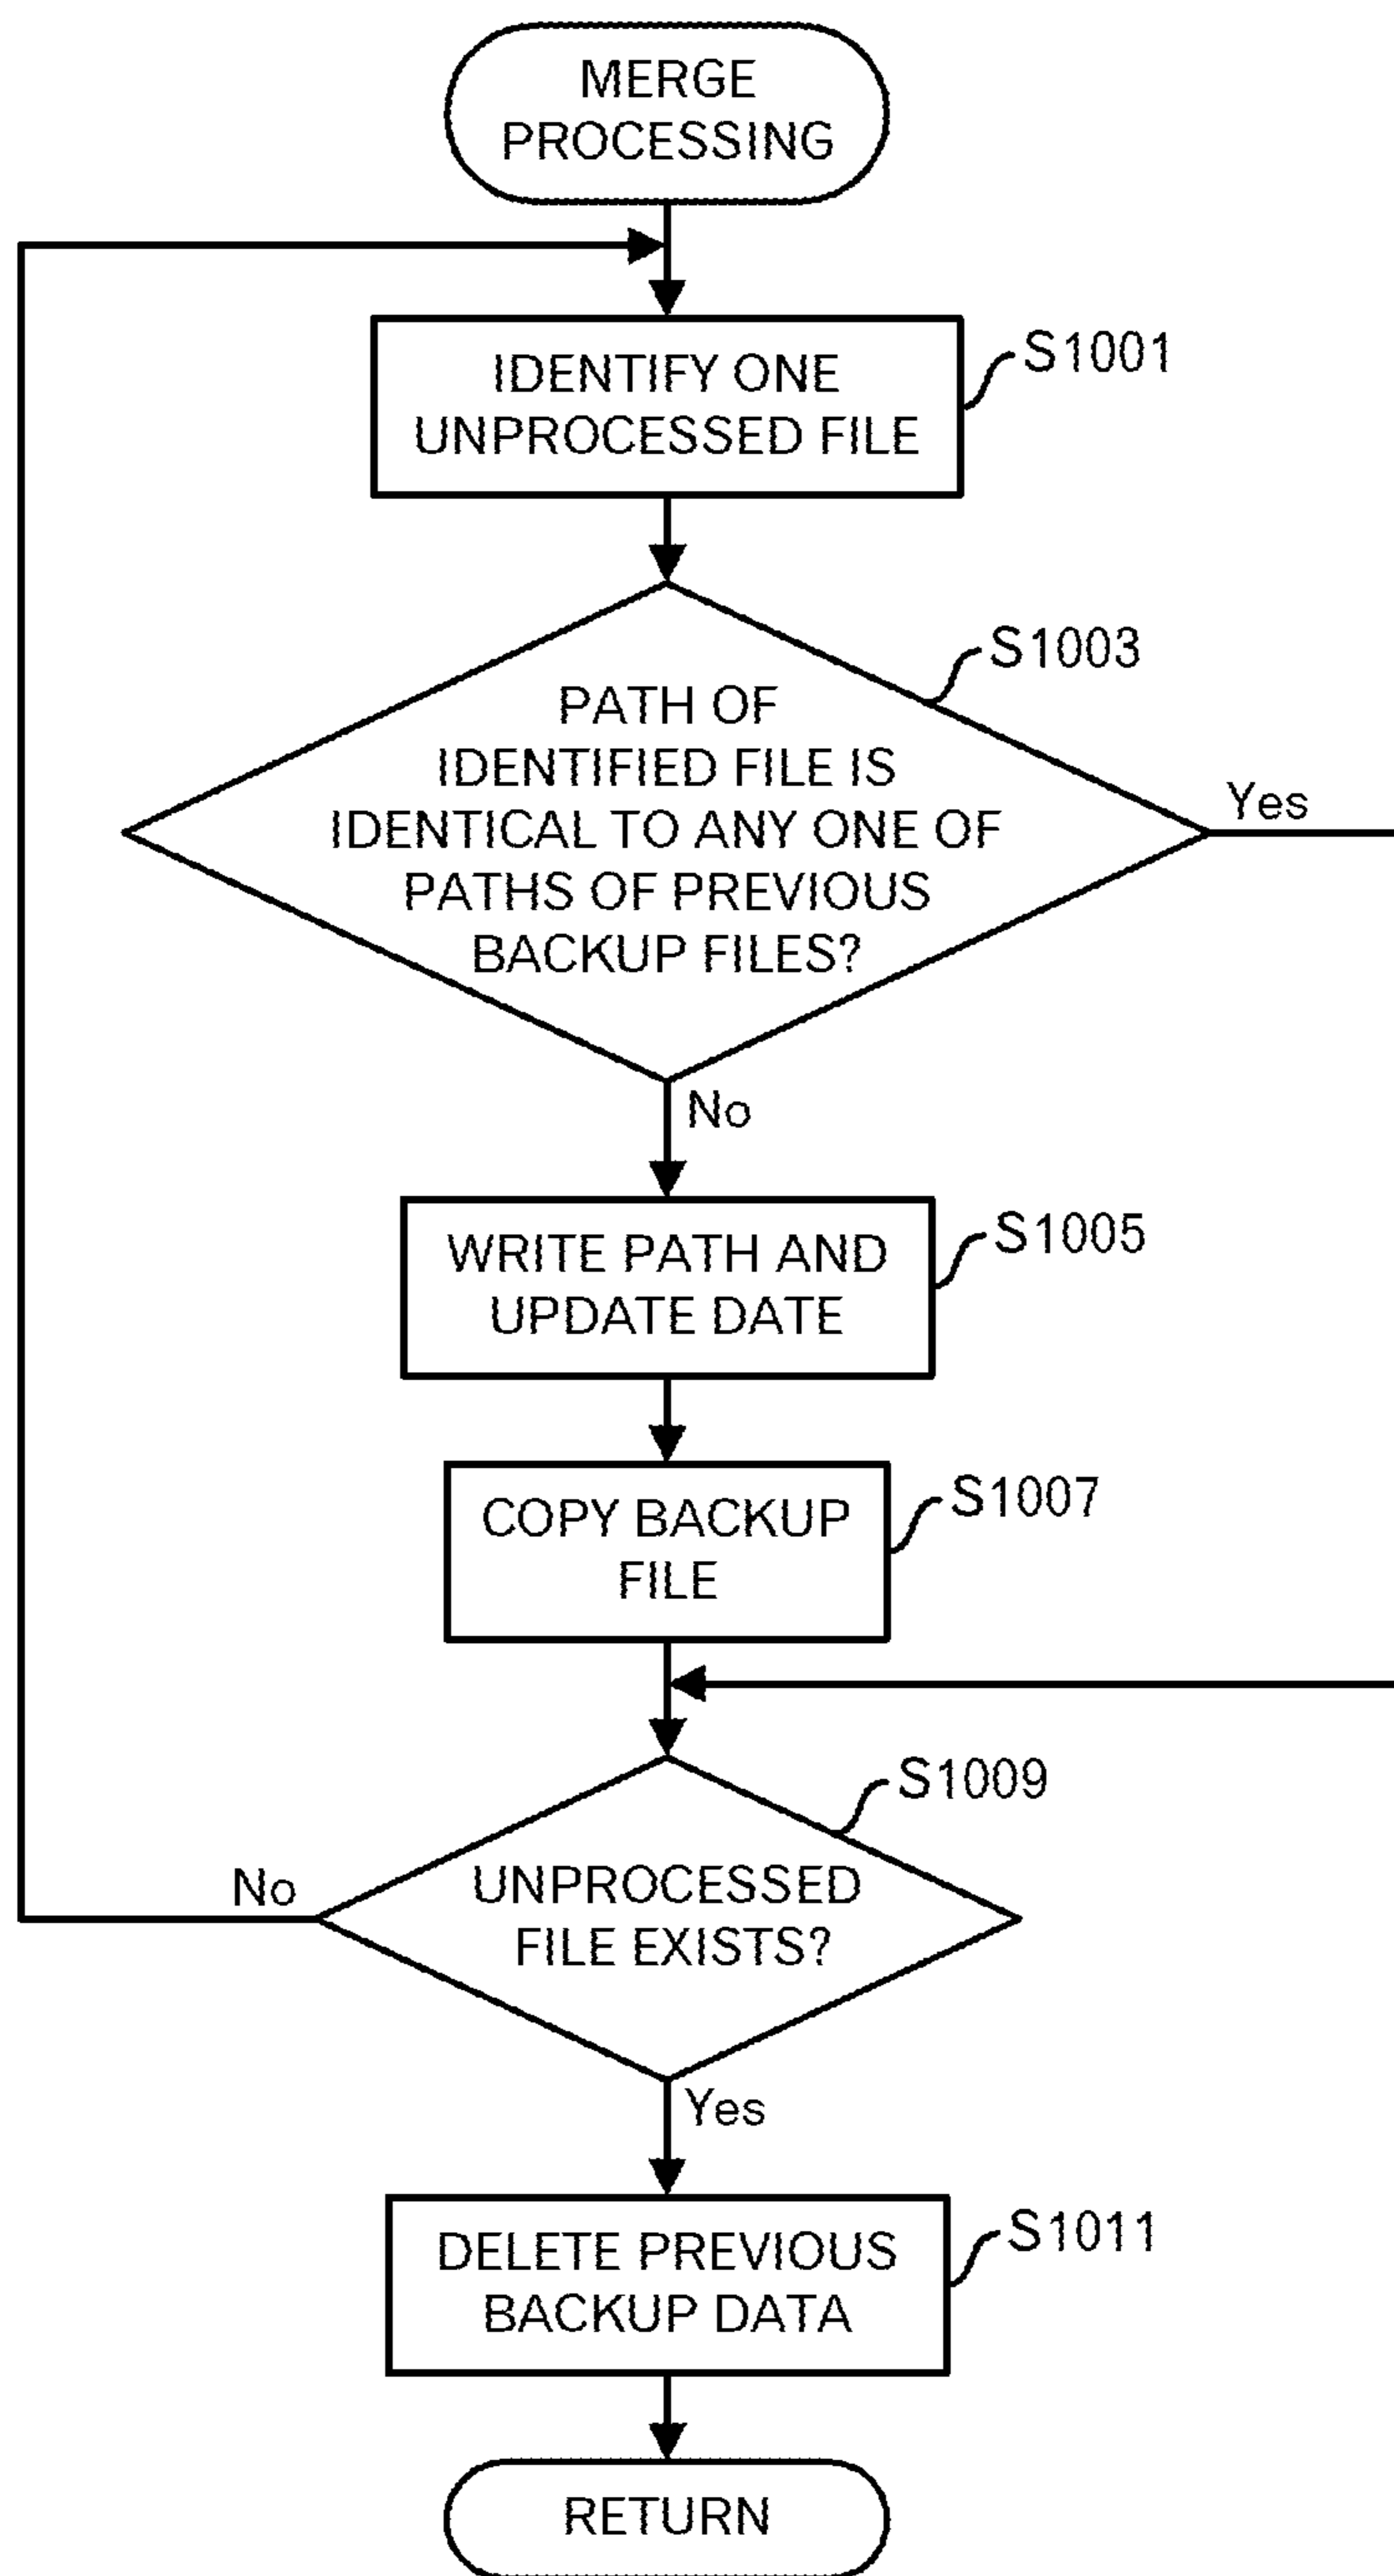 MERGE
PROCESSING
IDENTIFY ONE
UNPROCESSED FILE
S1001
S1003
PATH OF
IDENTIFIED FILE IS
IDENTICAL TO ANY ONE OF
PATHS OF PREVIOUS
BACKUP FILES?
Yes
No
WRITE PATH AND
UPDATE DATE
S1005
COPY BACKUP
FILE
S1007
S1009
UNPROCESSED
FILE EXISTS?
No
Yes
DELETE PREVIOUS
BACKUP DATA
S1011
RETURN